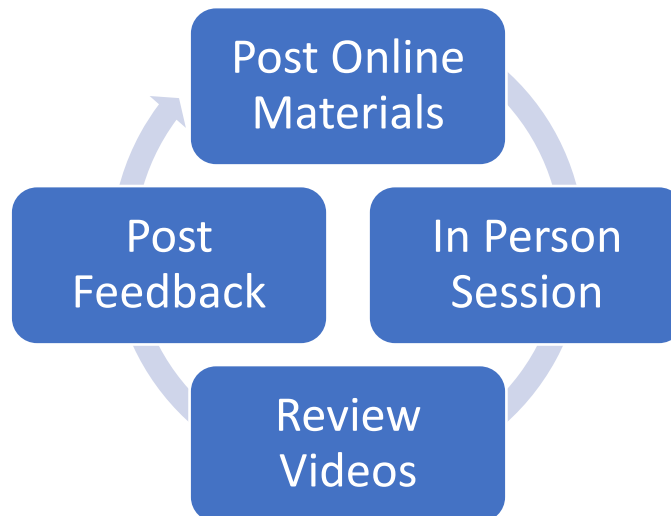 Post Online
Materials
In Person
Session
Review
Videos
Post
Feedback